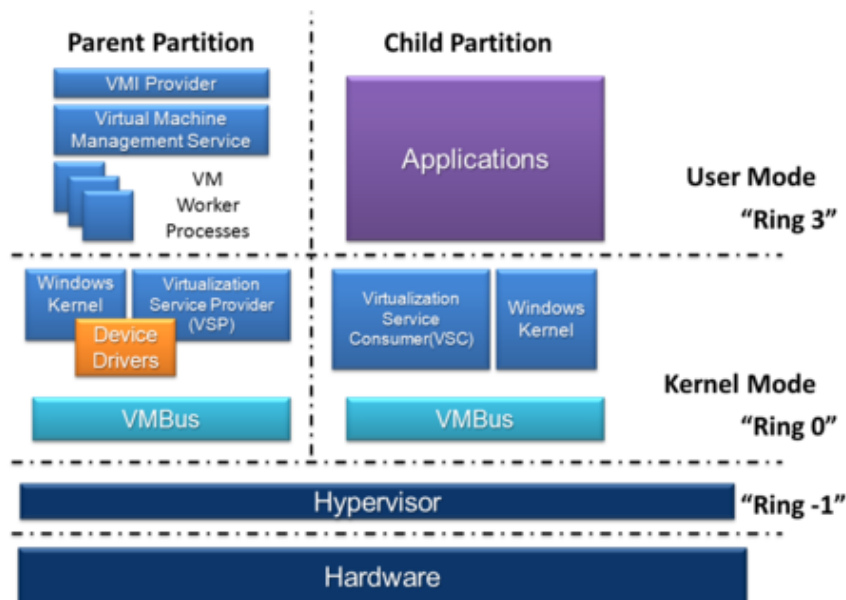 Parent Partition
Child Partition
VMI Provider
Virtual Machine
Management Service
VM
Worker
Processes
Applications
User Mode
“Ring 3”
Windows
Kernel
Virtualization
Service Provider
(VSP)
Device
Drivers
Virtualization
Service
Consumer(VSC)
Windows
Kernel
Kernel Mode
“Ring 0”
VMBus
VMBus
Hypervisor
“Ring -1”
Hardware